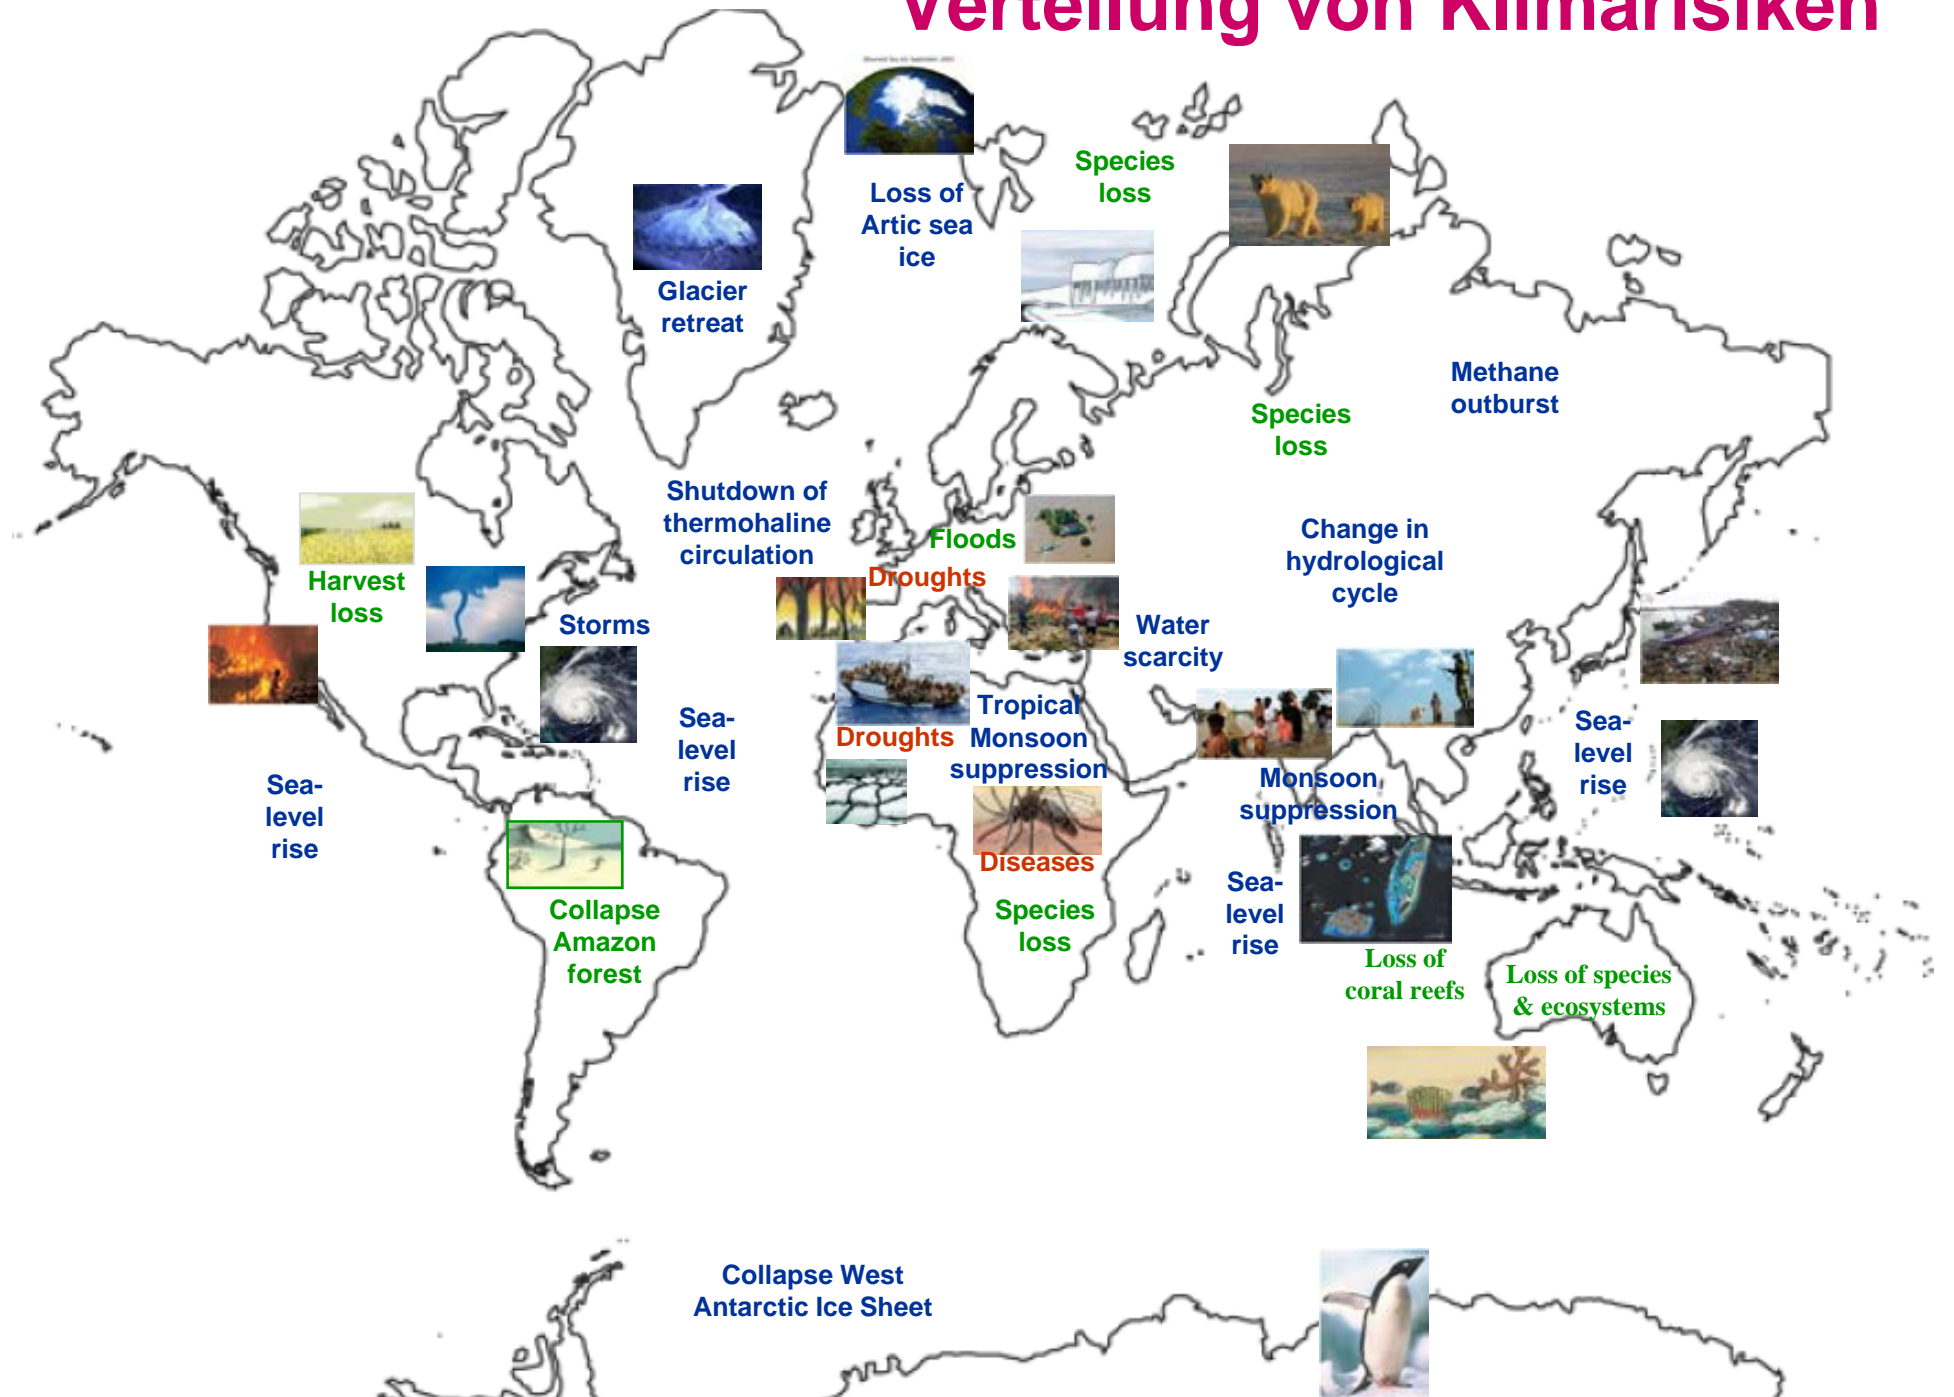 Verteilung von Klimarisiken
Species
loss
Loss of
Artic sea
ice
Glacier
retreat
Methane
outburst
Species
loss
Shutdown of
thermohaline
circulation
Floods
Droughts
Change in
hydrological
cycle
Harvest
loss
Storms
Water
scarcity
Sea-
level
rise
Droughts
Tropical
Monsoon
suppression
Sea-
level
rise
Monsoon
suppression
Sea-
level
rise
Diseases
Species
loss
Sea-
level
rise
Collapse
Amazon
forest
Loss of
coral reefs
Loss of species
& ecosystems
Collapse West
Antarctic Ice Sheet